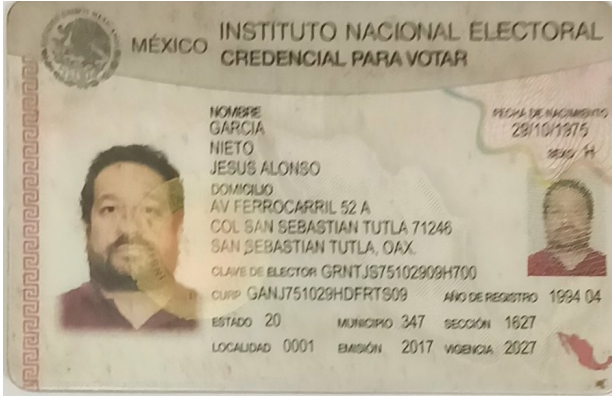 MÉXICO
INSTITUTO NACIONAL ELECTORAL
CREDENCIAL PARA VOTAR
NOMBRE
GARCIA
NIETO
JESUS ALONSO
FECHA DE NACIMIENTO
29/10/1975
SEXO H
DOMICILIO
AV FERROCARRIL 52 A
COL SAN SEBASTIAN TUTLA 71246
SAN SEBASTIAN TUTLA, OAX.
CLAVE DE ELECTOR GRNTJS75102909H700
CURP GANJ751029HDFRTS09 AÑO DE REGISTRO 1994 04
ESTADO 20 MUNICIPIO 347 SECCIÓN 1627
LOCALIDAD 0001 EMISIÓN 2017 VIGENCIA 2027